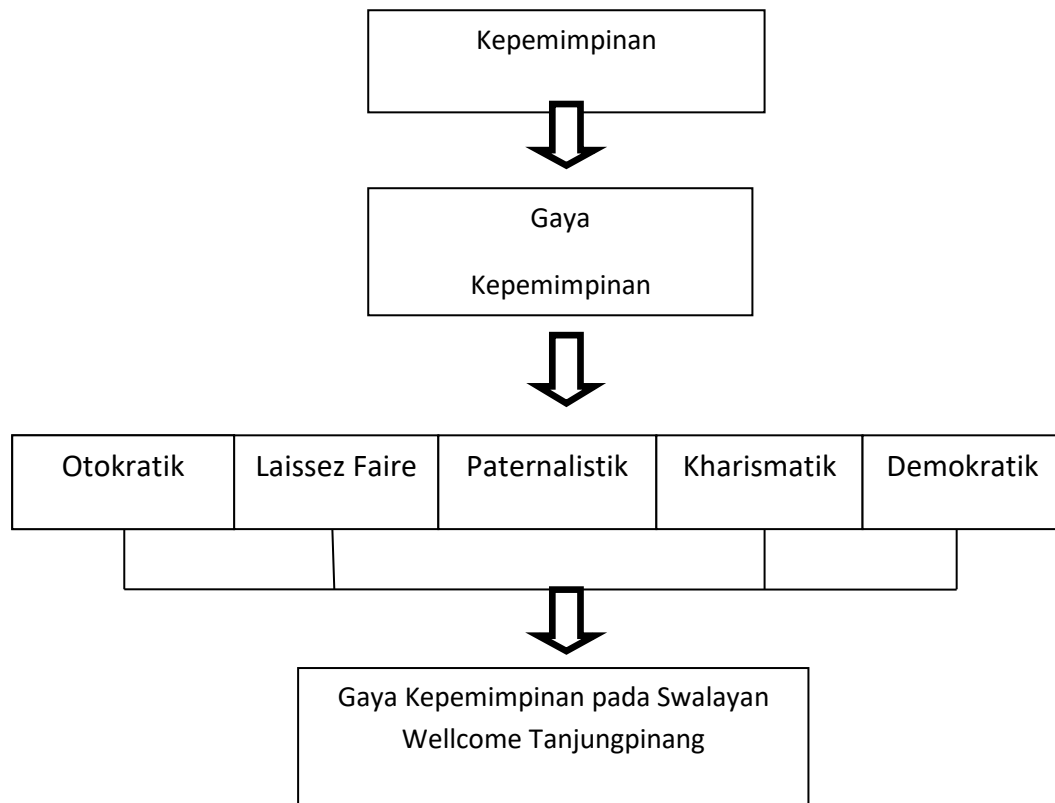 Kepemimpinan
Gaya
Kepemimpinan
Otokratik
Laissez Faire
Paternalistik
Kharismatik
Demokratik
Gaya Kepemimpinan pada Swalayan
Wellcome Tanjungpinang